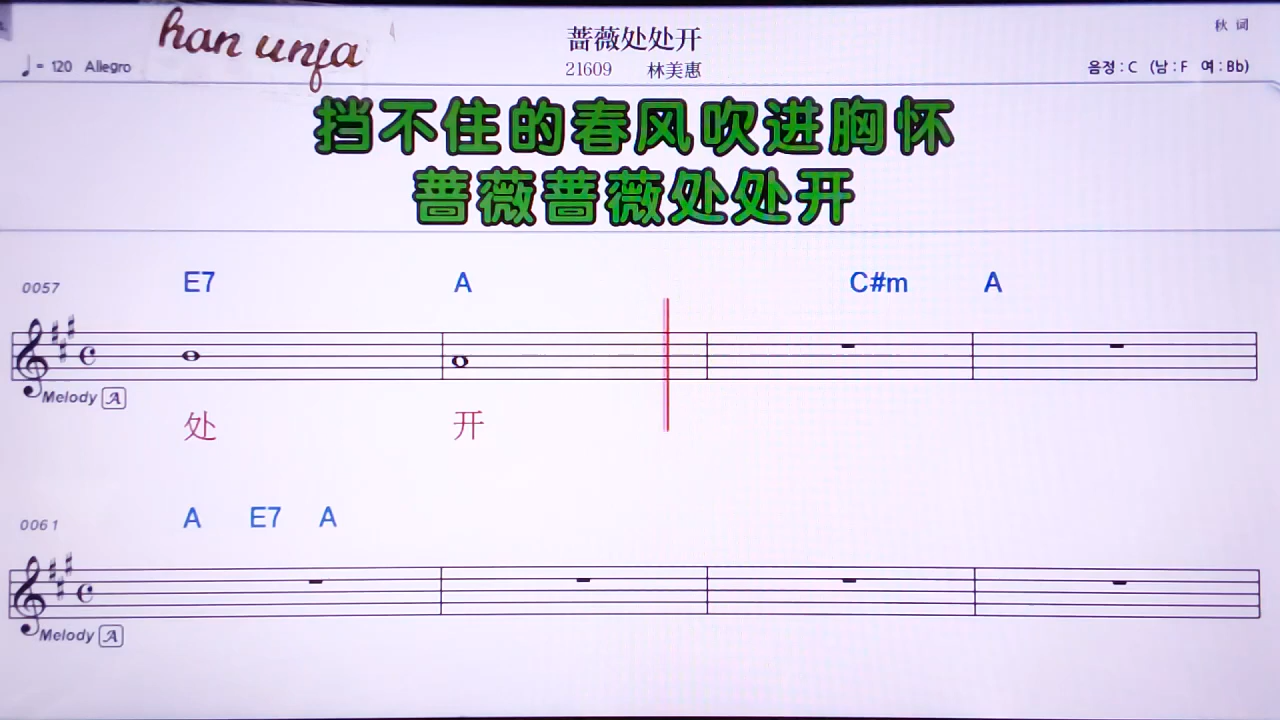 han unfa
蔷薇处处开
秋 词
♩= 120 Allegro
21609 林美惠
음정 : C (남 : F 여 : Bb)
挡不住的春风吹进胸怀
蔷薇蔷薇处处开
0057 E7 A C#m A
Melody A
处 开
0061 A E7 A
Melody A